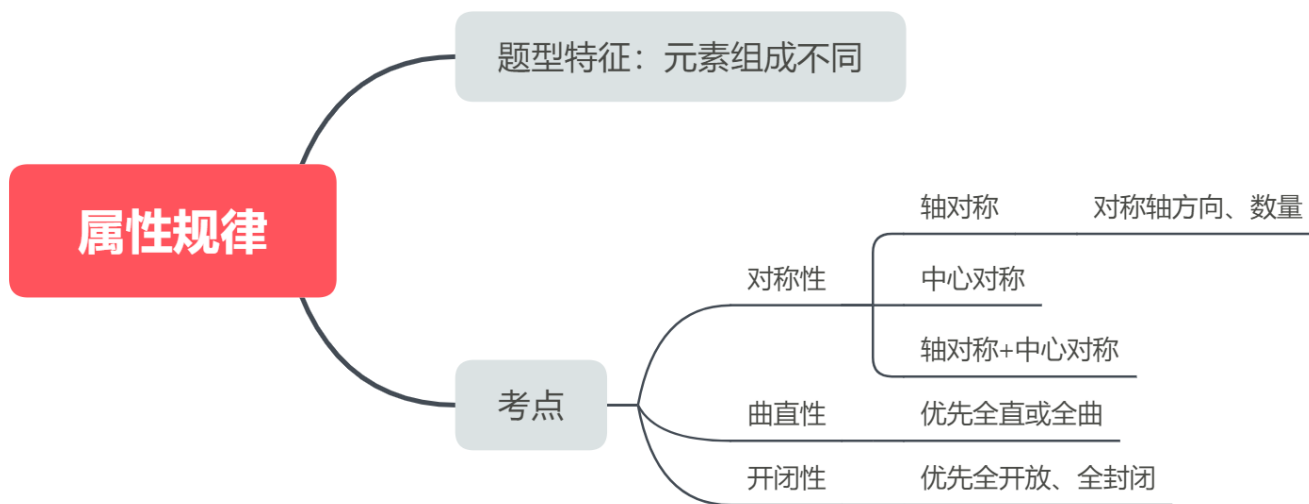 题型特征：元素组成不同
属性规律
考点
对称性
轴对称
对称轴方向、数量
中心对称
轴对称+中心对称
曲直性
优先全直或全曲
开闭性
优先全开放、全封闭